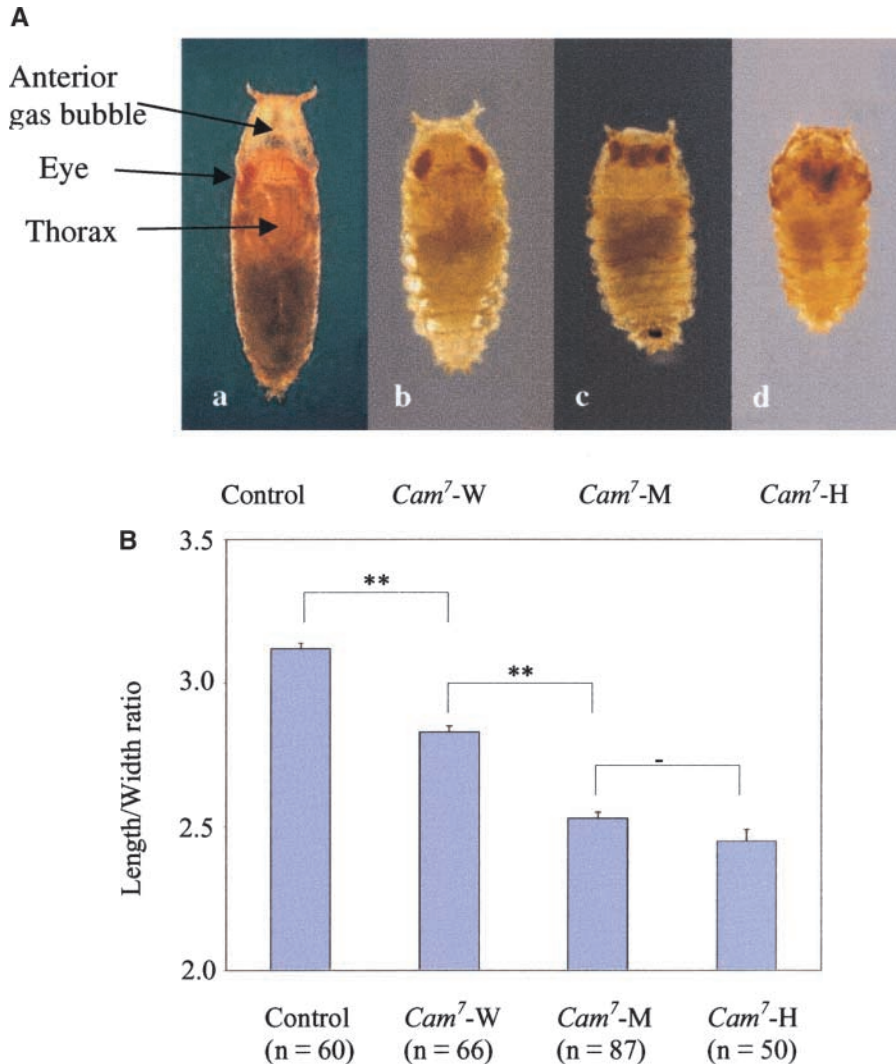 A
Anterior
gas bubble
Eye
Thorax
a b c d
Control Cam⁷-W Cam⁷-M Cam⁷-H
B
3.5
3.0
2.5
2.0
Length/Width ratio
**
**
-
Control Cam⁷-W Cam⁷-M Cam⁷-H
(n = 60) (n = 66) (n = 87) (n = 50)